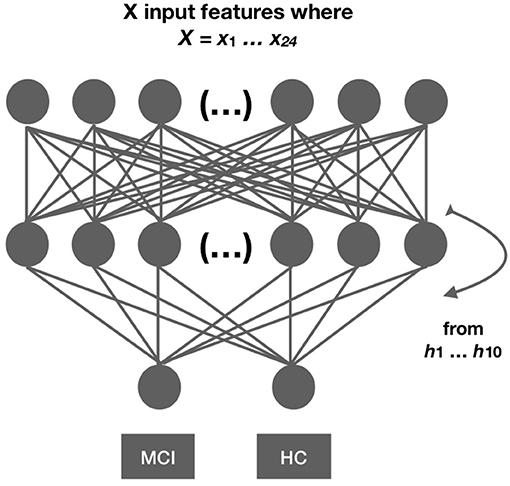 X input features where
X = x1 ... x24
(...)
(...)
from
h1 ... h10
MCI
HC